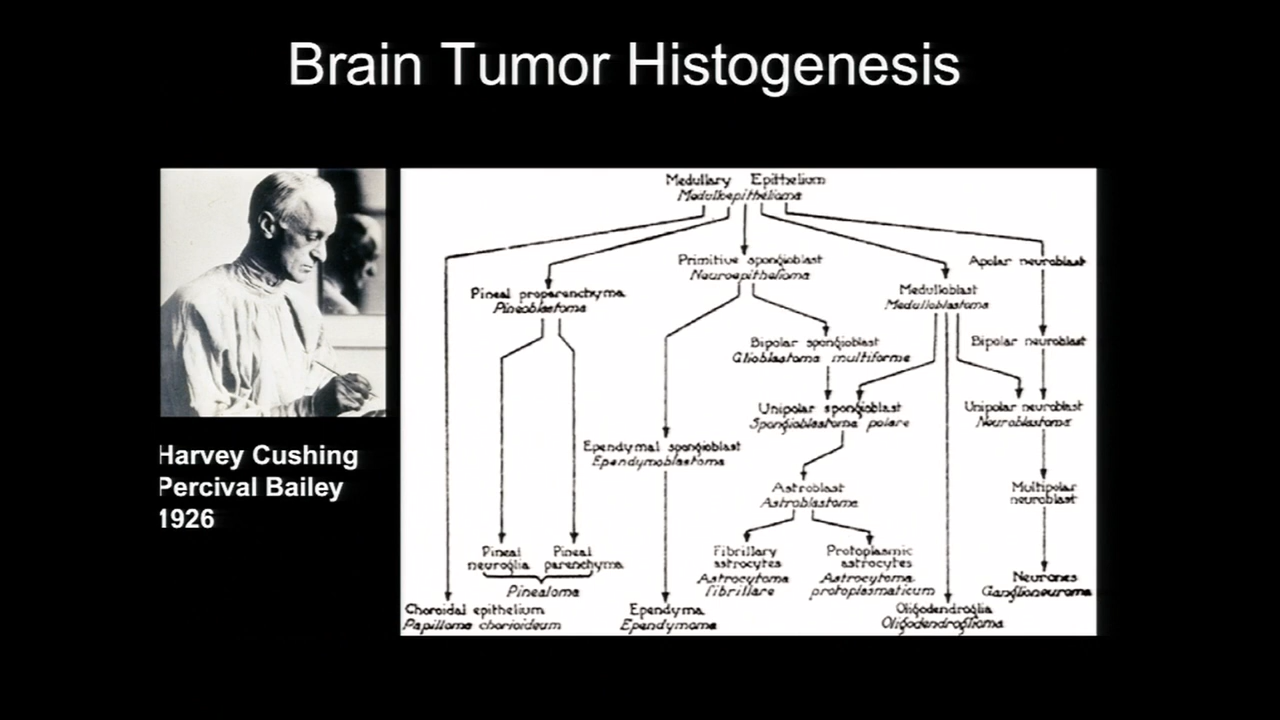 Brain Tumor Histogenesis
Harvey Cushing
Percival Bailey
1926
Medullary Epithelium
Medulloepithelioma
Primitive spongioblast
Neuroepithelioma
Apolar neuroblast
Pineal proparenchyma
Pineoblastoma
Medulloblast
Medulloblastoma
Bipolar spongioblast
Glioblastoma multiforme
Bipolar neuroblast
Unipolar spongioblast
Spongioblastoma polare
Unipolar neuroblast
Neuroblastoma
Ependymal spongioblast
Ependymoblastoma
Astroblast
Astroblastoma
Multipolar
neuroblast
Pineal
neuroglia
Pineal
parenchyma
Pinealoma
Fibrillary
astrocytes
Astrocytoma
fibrillare
Protoplasmic
astrocytes
Astrocytoma
protoplasmaticum
Neurones
Ganglioneuroma
Choroidal epithelium
Papilloma chorioideum
Ependyma
Ependymoma
Oligodendroglia
Oligodendroglioma